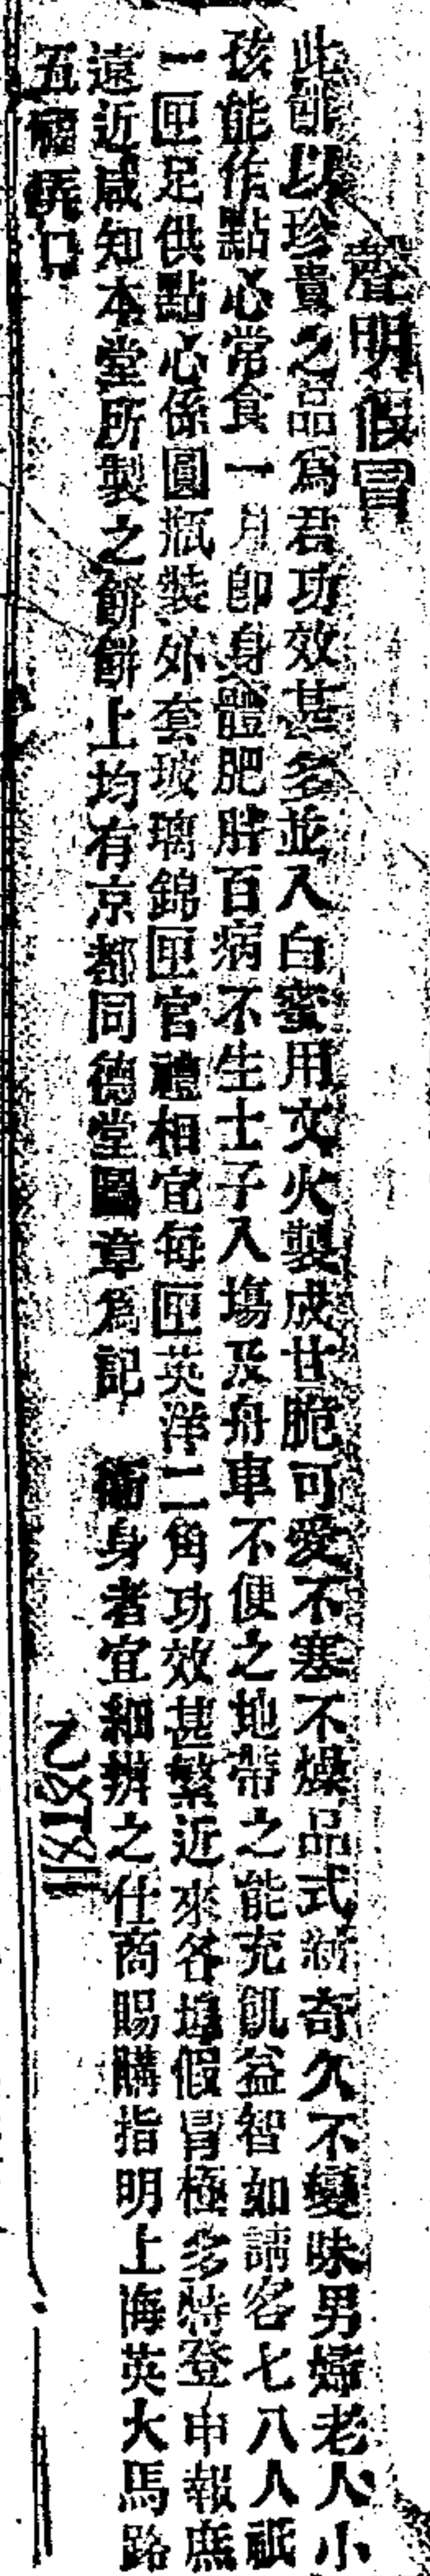 聲明假冒
此餅以珍貴之品爲君功效甚多並入白蜜用文火製成甘脆可愛不塞不燥品式新奇久不變味男婦老人小
孩能作點心常食一月卽身體肥胖百病不生士子入塲及舟車不便之地帶之能充飢益智如請客七八人祇
一匣足供點心係圓瓶裝外套玻璃錦匣官禮相宜每匣英洋二角功效甚繁近來各埠假冒極多特登申報庶
遠近咸知本堂所製之餅餅上均有京都同德堂圖章爲記 衛身者宜細辨之仕商賜購指明上海英大馬路
五福衖口